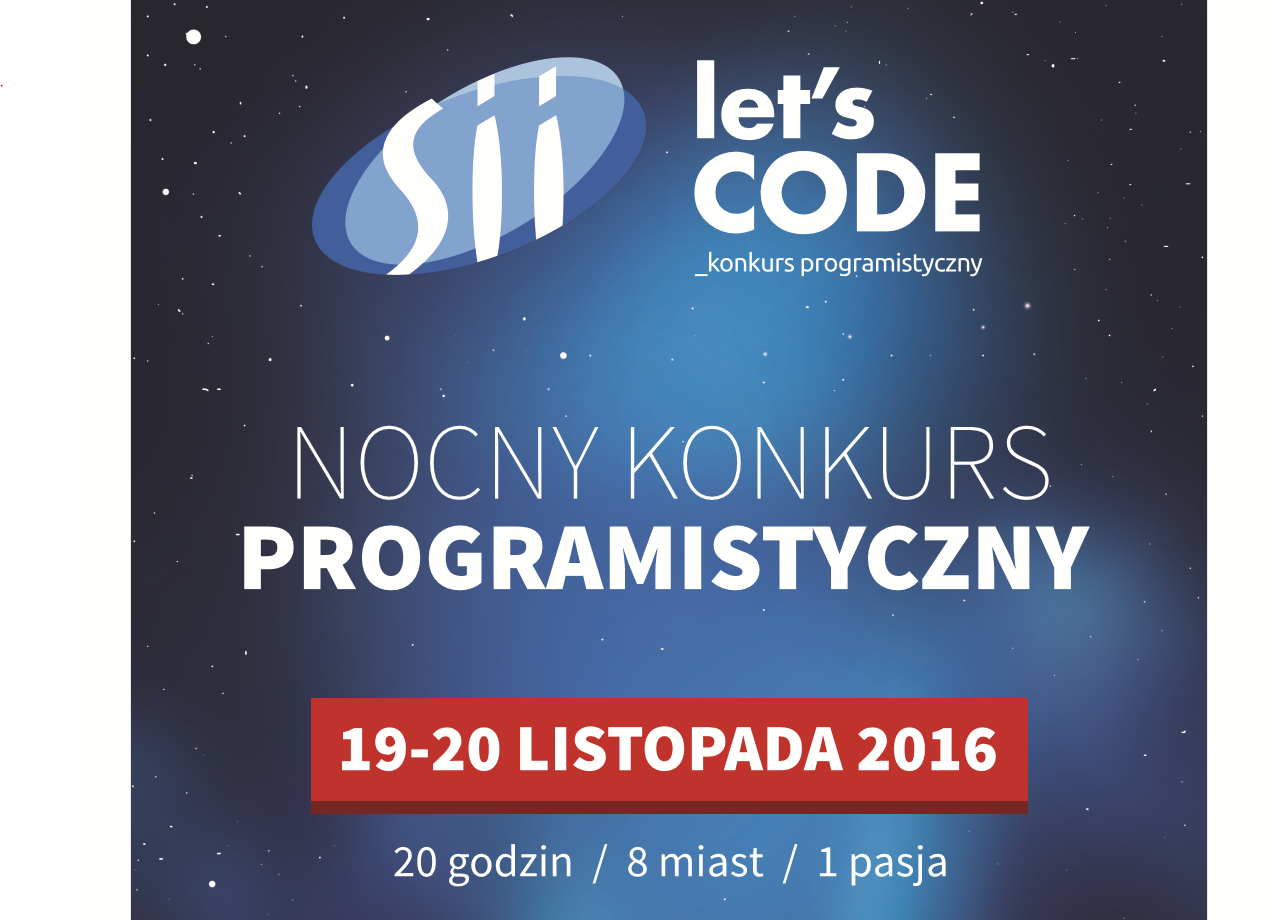 sii
let's
CODE
_konkurs programistyczny
NOCNY KONKURS
PROGRAMISTYCZNY
19-20 LISTOPADA 2016
20 godzin / 8 miast / 1 pasja